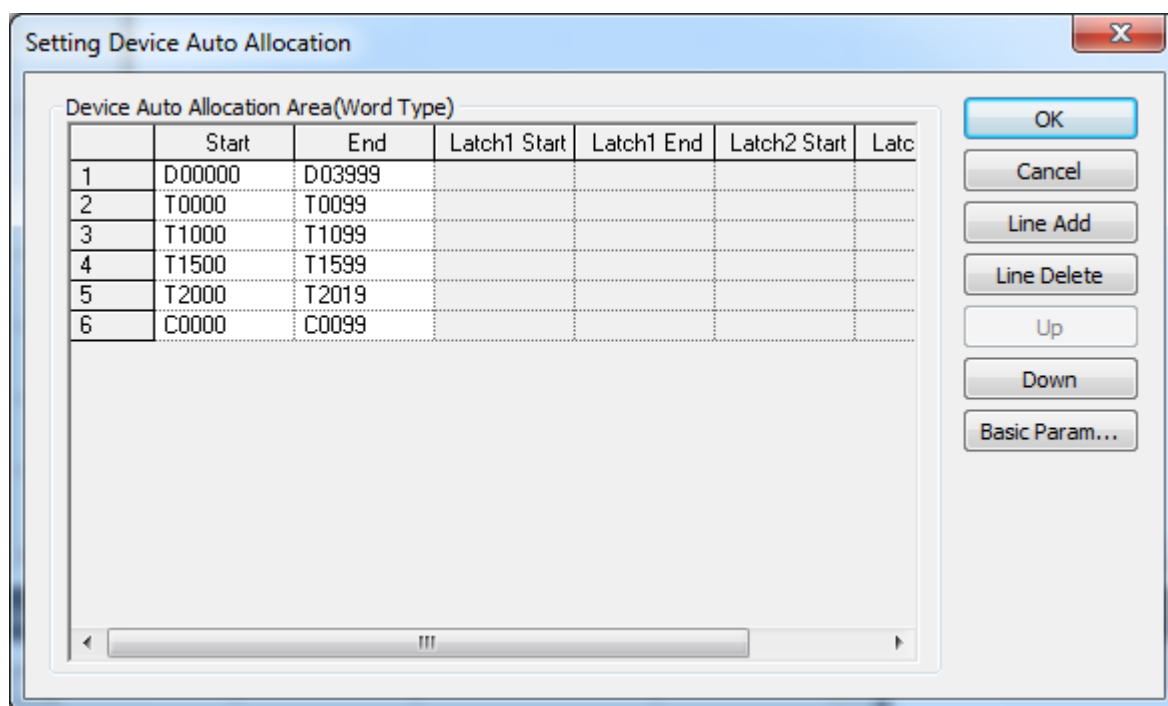 Setting Device Auto Allocation
Device Auto Allocation Area(Word Type)
Start End Latch1 Start Latch1 End Latch2 Start Latc
1 D00000 D03999
2 T0000 T0099
3 T1000 T1099
4 T1500 T1599
5 T2000 T2019
6 C0000 C0099
OK
Cancel
Line Add
Line Delete
Up
Down
Basic Param...